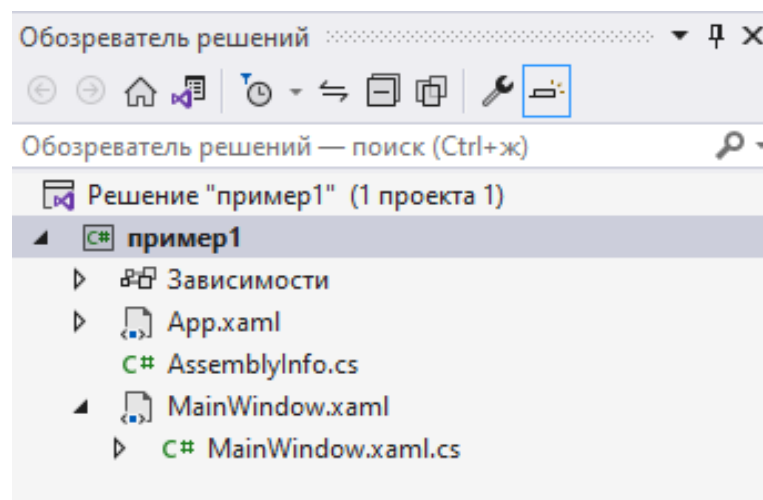 Обозреватель решений
Обозреватель решений — поиск (Ctrl+ж)
Решение "пример1" (1 проекта 1)
C# пример1
Зависимости
App.xaml
C# AssemblyInfo.cs
MainWindow.xaml
C# MainWindow.xaml.cs